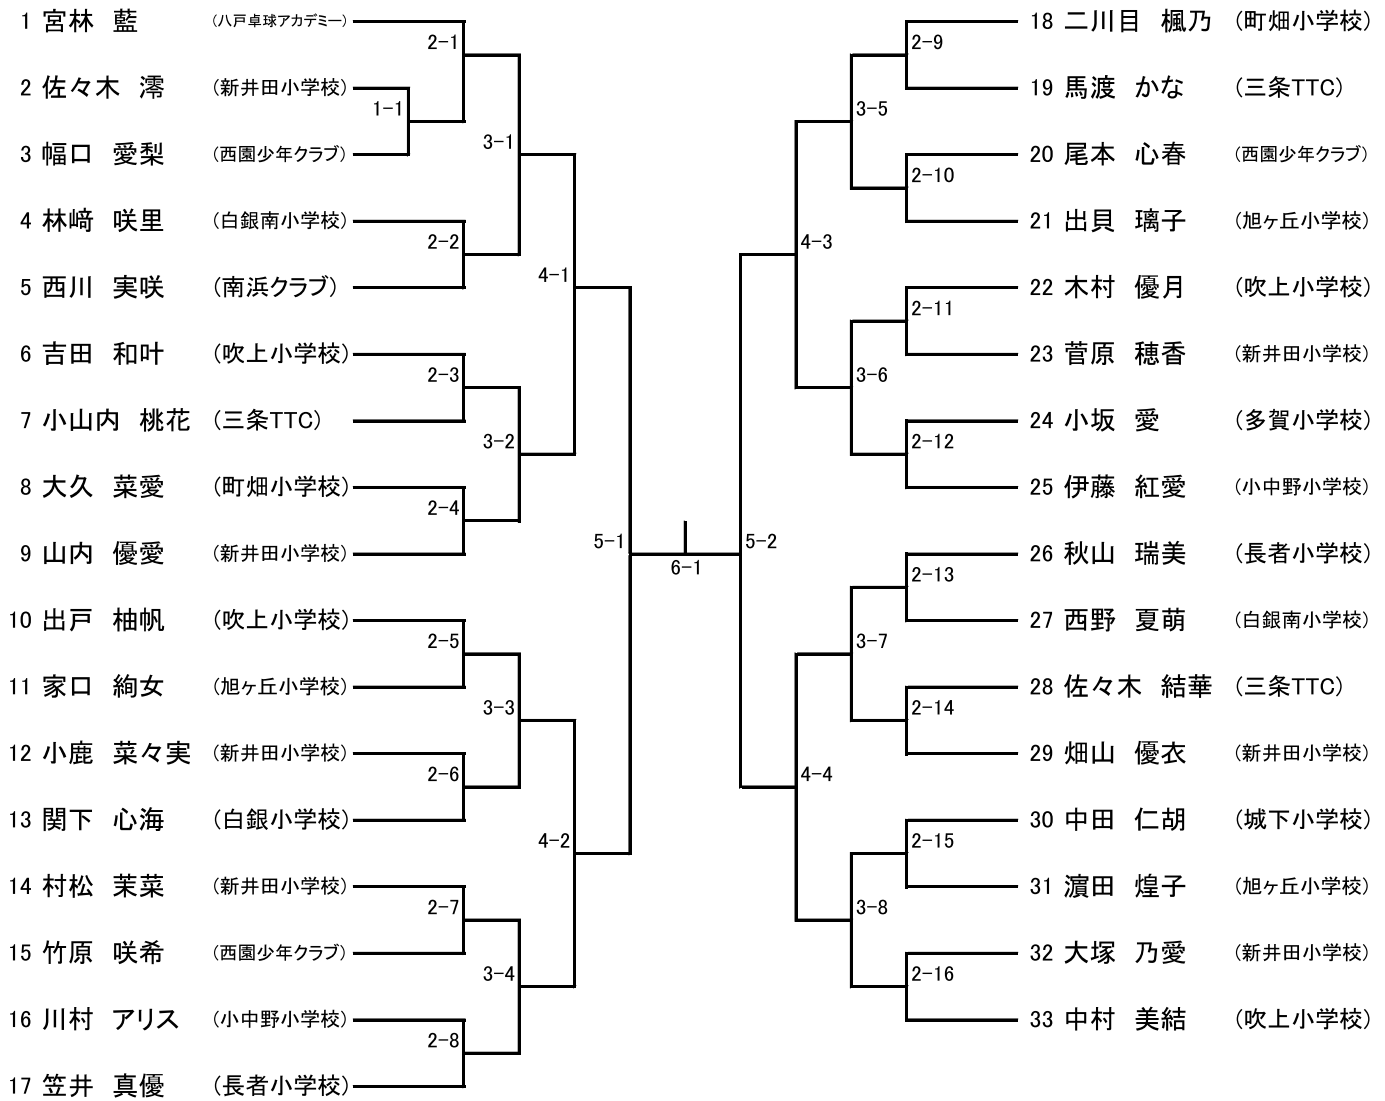 1 宮林 藍 (八戸卓球アカデミー)
2 佐々木 澪 (新井田小学校)
3 幅口 愛梨 (西園少年クラブ)
4 林﨑 咲里 (白銀南小学校)
5 西川 実咲 (南浜クラブ)
6 吉田 和叶 (吹上小学校)
7 小山内 桃花 (三条TTC)
8 大久 菜愛 (町畑小学校)
9 山内 優愛 (新井田小学校)
10 出戸 柚帆 (吹上小学校)
11 家口 絢女 (旭ヶ丘小学校)
12 小鹿 菜々実 (新井田小学校)
13 関下 心海 (白銀小学校)
14 村松 茉菜 (新井田小学校)
15 竹原 咲希 (西園少年クラブ)
16 川村 アリス (小中野小学校)
17 笠井 真優 (長者小学校)
1-1
2-1
2-2
2-3
2-4
2-5
2-6
2-7
2-8
3-1
3-2
3-3
3-4
4-1
4-2
5-1
6-1
5-2
4-3
4-4
3-5
3-6
3-7
3-8
2-9
2-10
2-11
2-12
2-13
2-14
2-15
2-16
18 二川目 楓乃 (町畑小学校)
19 馬渡 かな (三条TTC)
20 尾本 心春 (西園少年クラブ)
21 出貝 璃子 (旭ヶ丘小学校)
22 木村 優月 (吹上小学校)
23 菅原 穂香 (新井田小学校)
24 小坂 愛 (多賀小学校)
25 伊藤 紅愛 (小中野小学校)
26 秋山 瑞美 (長者小学校)
27 西野 夏萌 (白銀南小学校)
28 佐々木 結華 (三条TTC)
29 畑山 優衣 (新井田小学校)
30 中田 仁胡 (城下小学校)
31 濵田 煌子 (旭ヶ丘小学校)
32 大塚 乃愛 (新井田小学校)
33 中村 美結 (吹上小学校)